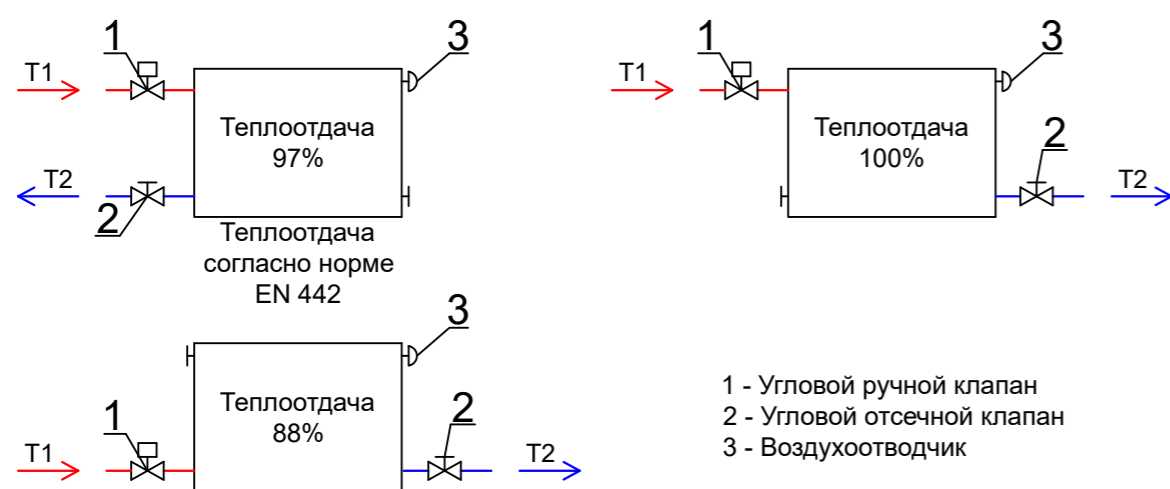 1
3
T1
Теплоотдача
97%
T2
2
Теплоотдача
согласно норме
EN 442
1
3
T1
Теплоотдача
100%
2
T2
3
1
Теплоотдача
88%
2
T1
T2
1 - Угловой ручной клапан
2 - Угловой отсечной клапан
3 - Воздухоотводчик